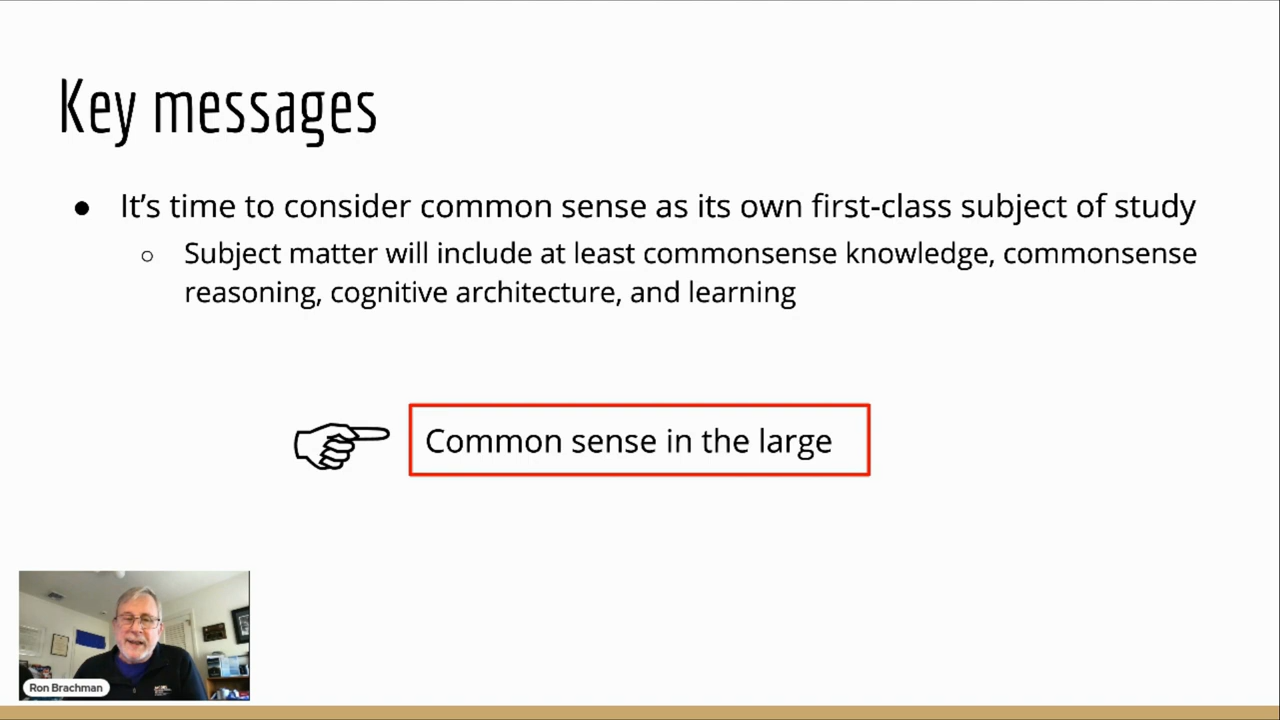 Key messages
● It's time to consider common sense as its own first-class subject of study
○ Subject matter will include at least commonsense knowledge, commonsense
reasoning, cognitive architecture, and learning
Common sense in the large
Ron Brachman